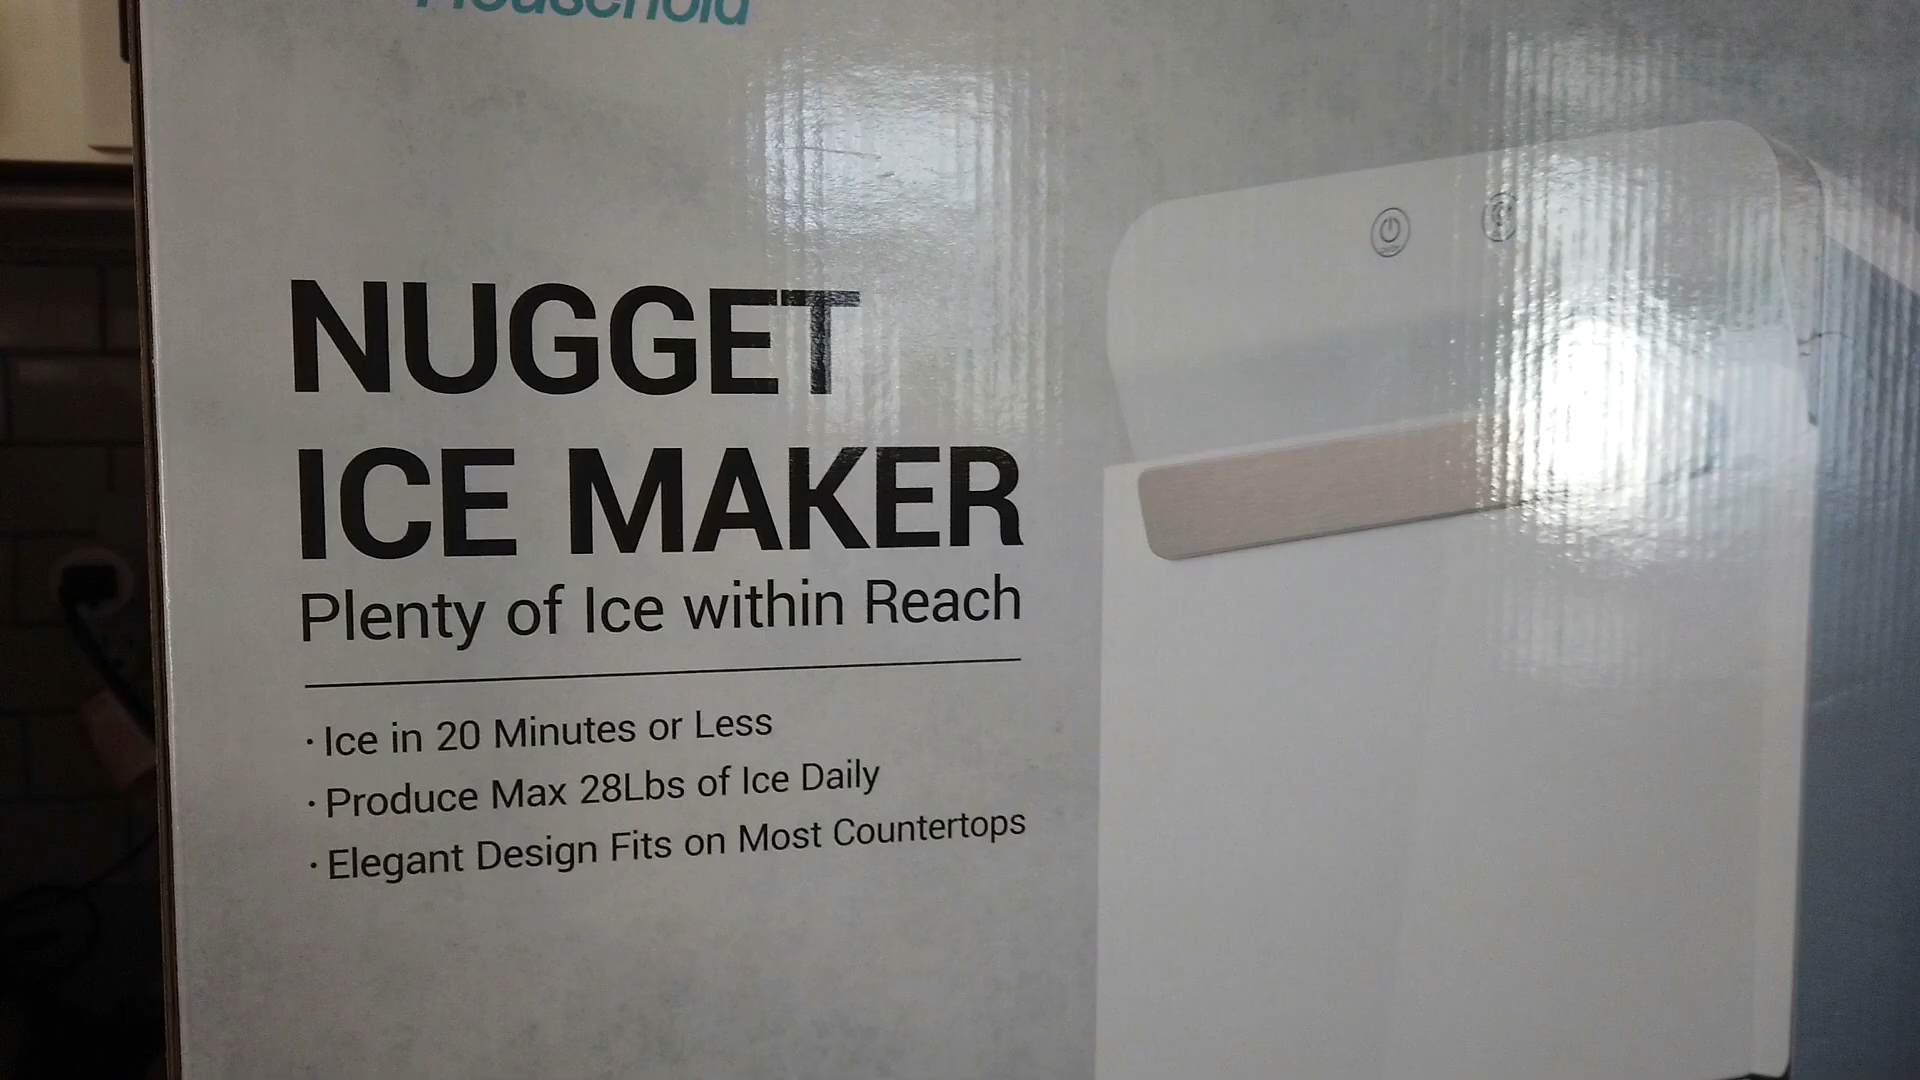 Household
NUGGET
ICE MAKER
Plenty of Ice within Reach
· Ice in 20 Minutes or Less
· Produce Max 28Lbs of Ice Daily
· Elegant Design Fits on Most Countertops